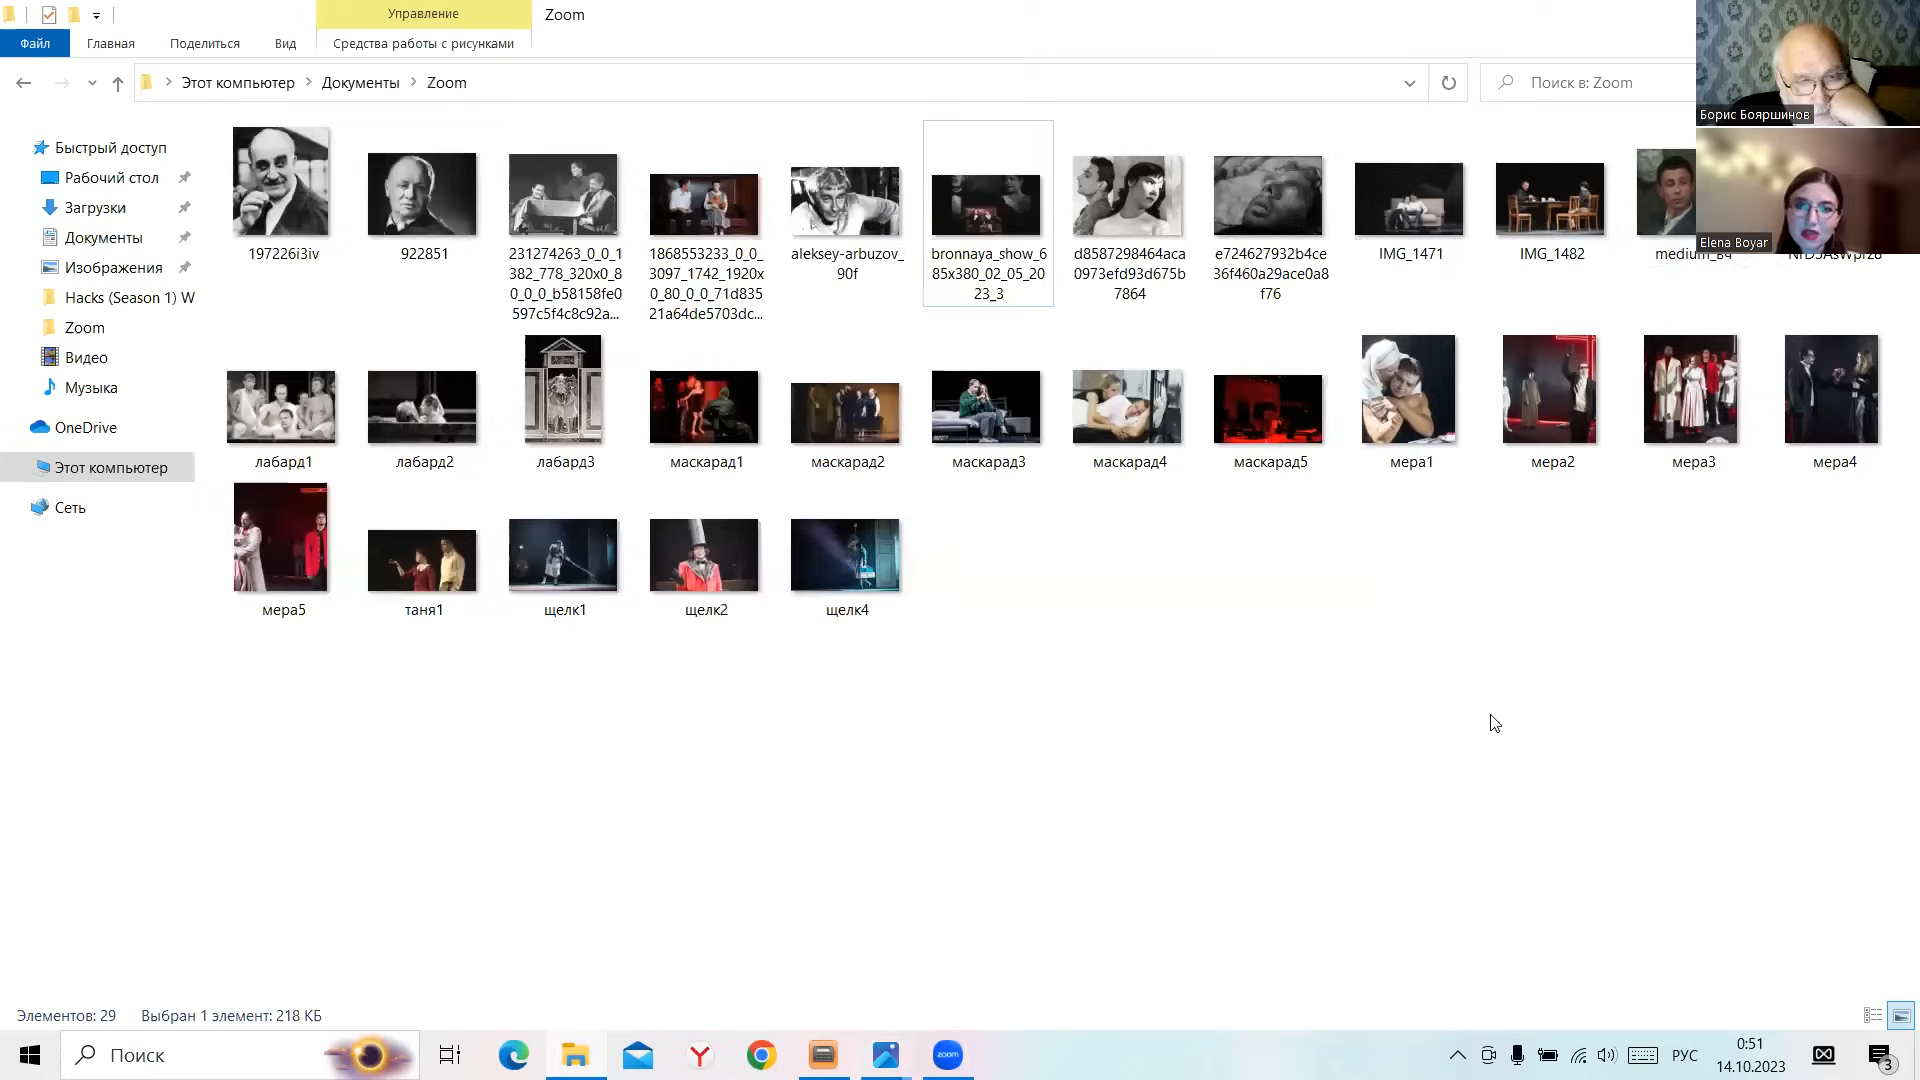 Управление
Zoom
Файл
Главная
Поделиться
Вид
Средства работы с рисунками
Этот компьютер
Документы
Zoom
Поиск в: Zoom
Борис Бояршинов
Elena Boyar
Быстрый доступ
Рабочий стол
Загрузки
Документы
Изображения
Hacks (Season 1) W
Zoom
Видео
Музыка
OneDrive
Этот компьютер
Сеть
197226i3iv
922851
231274263_0_0_1
382_778_320x0_8
0_0_0_b58158fe0
597c5f4c8c92a...
1868553233_0_0_
3097_1742_1920x
0_80_0_0_71d835
21a64de5703dc...
aleksey-arbuzov_
90f
bronnaya_show_6
85x380_02_05_20
23_3
d8587298464aca
0973efd93d675b
7864
e724627932b4ce
36f460a29ace0a8
f76
IMG_1471
IMG_1482
лабард1
лабард2
лабард3
маскарад1
маскарад2
маскарад3
маскарад4
маскарад5
мера1
мера2
мера3
мера4
мера5
таня1
щелк1
щелк2
щелк4
Элементов: 29
Выбран 1 элемент: 218 КБ
Поиск
zoom
РУС
0:51
14.10.2023
3